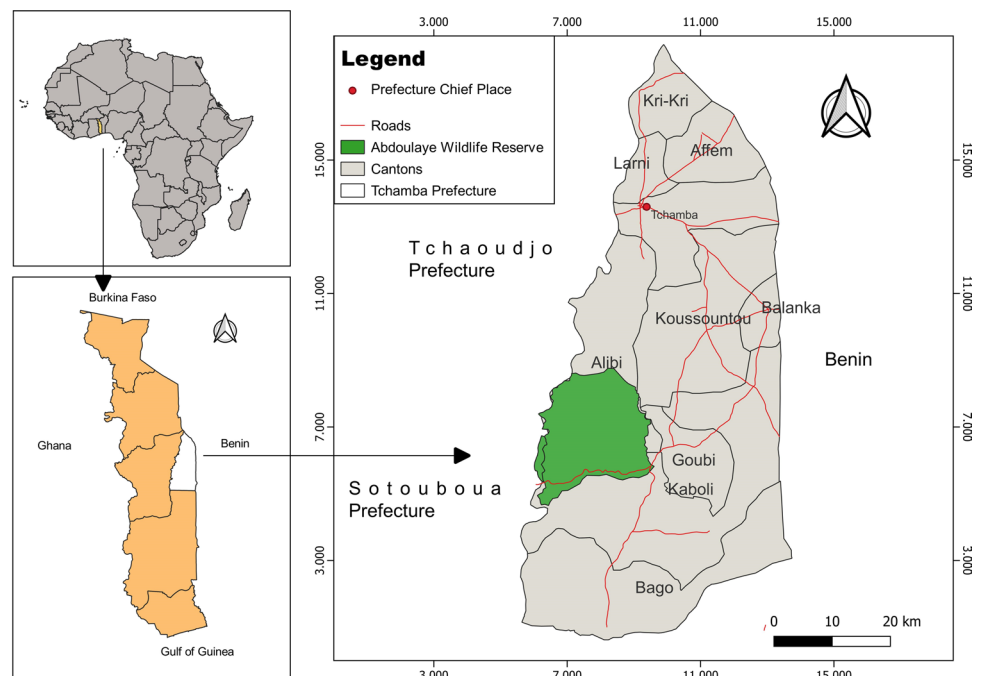 3.000 7.000 11.000 15.000
Legend
Prefecture Chief Place
Roads
Abdoulaye Wildlife Reserve
Cantons
Tchamba Prefecture
Kri-Kri
Affem
Larni
Tchamba
Tchaoudjo
Prefecture
Koussountou
Balanka
Alibi
Benin
Goubi
Kaboli
Sotouboua
Prefecture
Bago
0 10 20 km
15.000
11.000
7.000
3.000
15.000
11.000
7.000
3.000
3.000 7.000 11.000 15.000
Burkina Faso
Ghana
Benin
Gulf of Guinea